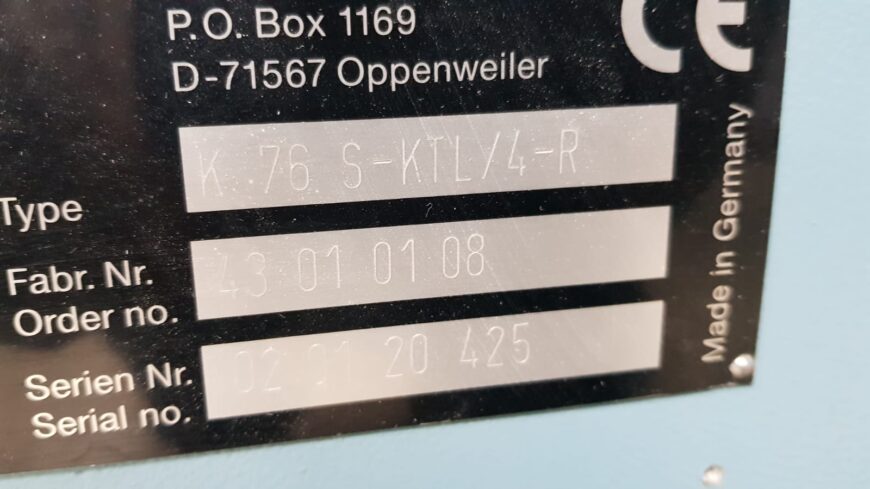 P.O. Box 1169
D-71567 Oppenweiler
CE
Type K 76 S-KTL/4-R
Fabr. Nr. 43 01 01 08
Order no.
Serien Nr. 02 01 20 425
Serial no.
Made in Germany